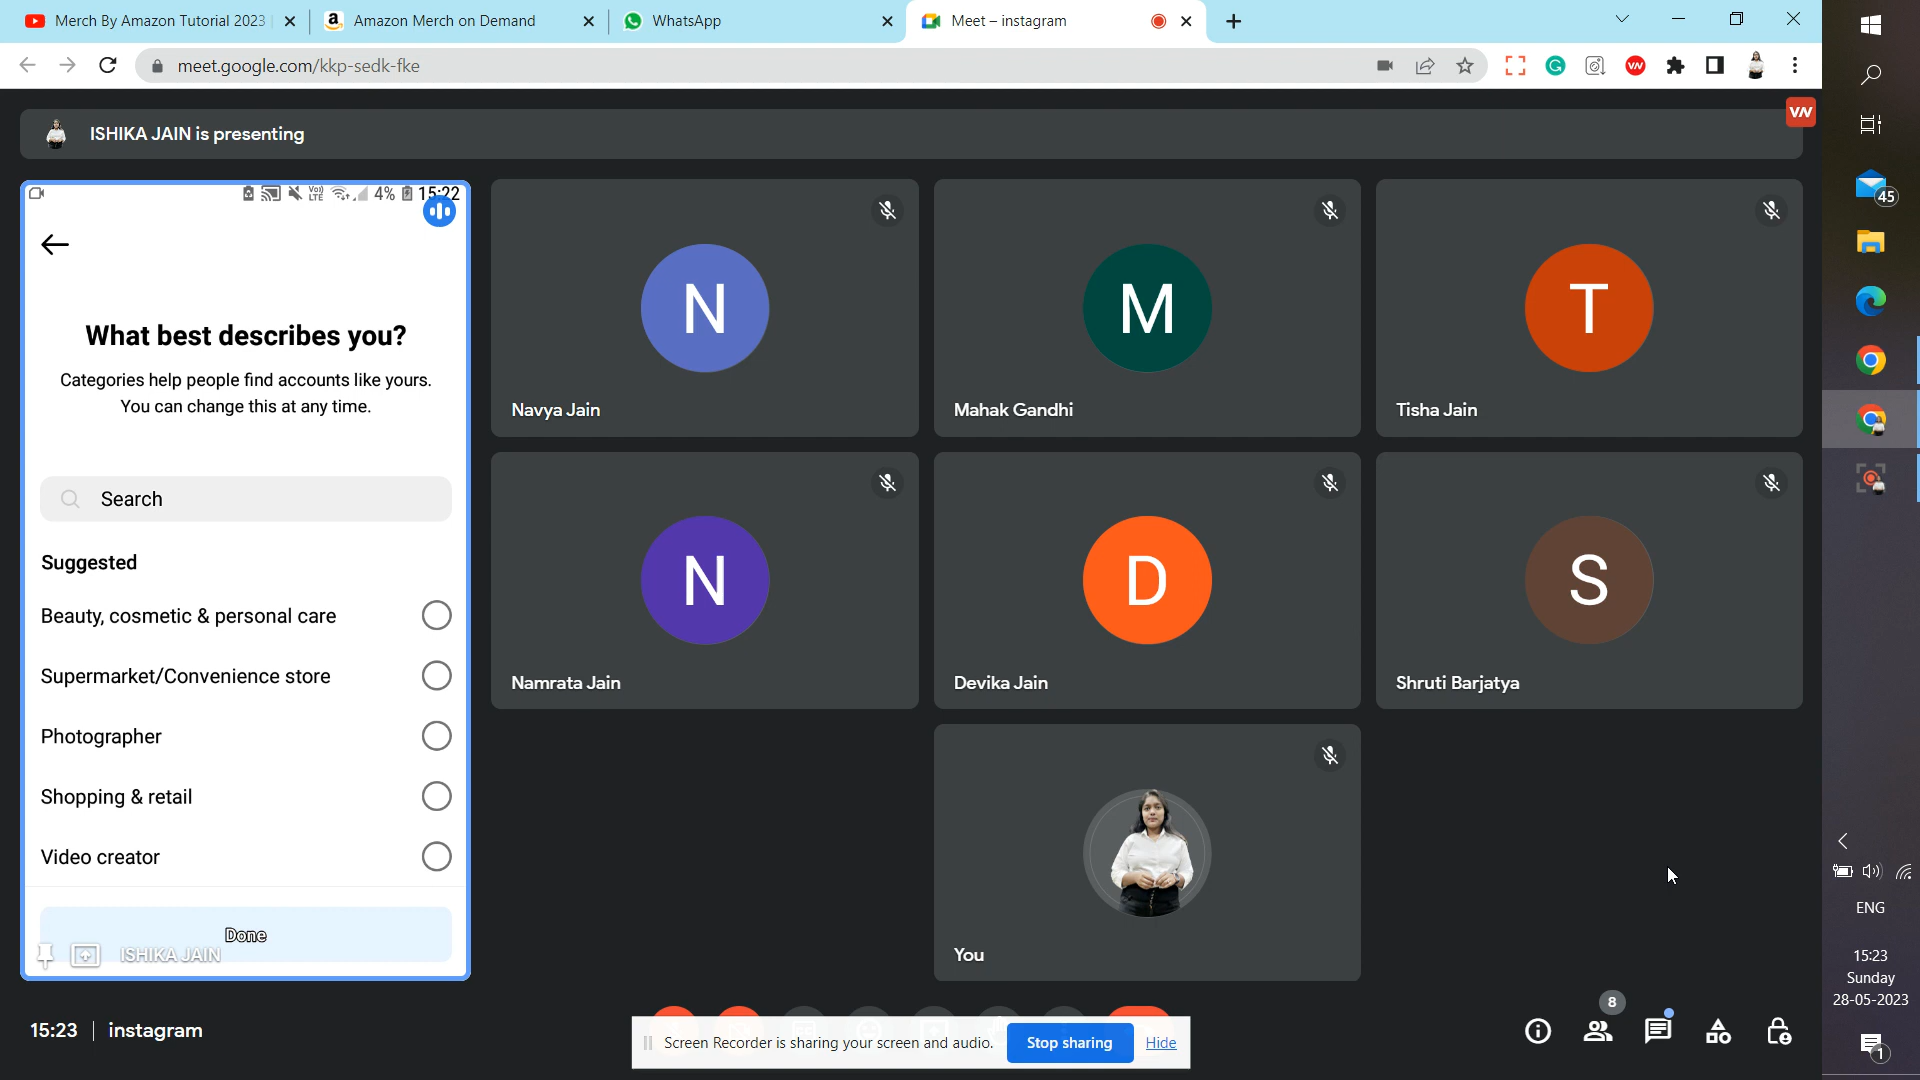 Merch By Amazon Tutorial 2023
Amazon Merch on Demand
WhatsApp
Meet – instagram
meet.google.com/kkp-sedk-fke
ISHIKA JAIN is presenting
VN
VN
45
Vo)) LTE
4%
15:22
What best describes you?
Categories help people find accounts like yours.
You can change this at any time.
Search
Suggested
Beauty, cosmetic & personal care
Supermarket/Convenience store
Photographer
Shopping & retail
Video creator
Done
ISHIKA JAIN
N
Navya Jain
M
Mahak Gandhi
T
Tisha Jain
N
Namrata Jain
D
Devika Jain
S
Shruti Barjatya
You
15:23 | instagram
Screen Recorder is sharing your screen and audio.
Stop sharing
Hide
8
ENG
15:23
Sunday
28-05-2023
1